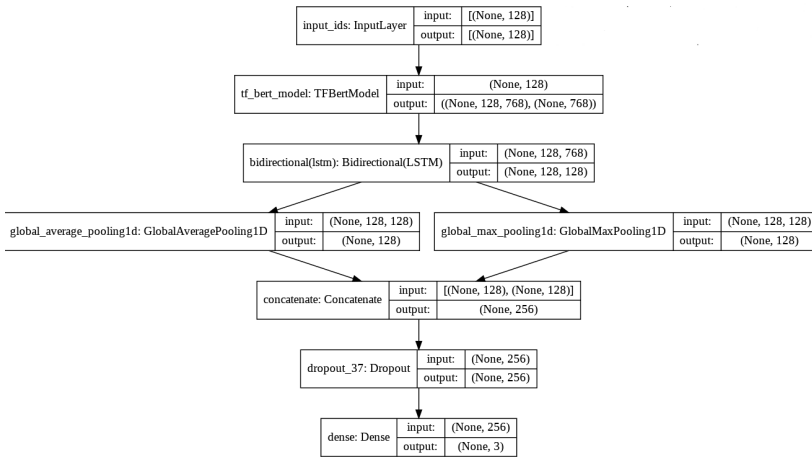 input_ids: InputLayer
input: [(None, 128)]
output: [(None, 128)]
tf_bert_model: TFBertModel
input: (None, 128)
output: ((None, 128, 768), (None, 768))
bidirectional(lstm): Bidirectional(LSTM)
input: (None, 128, 768)
output: (None, 128, 128)
global_average_pooling1d: GlobalAveragePooling1D
input: (None, 128, 128)
output: (None, 128)
global_max_pooling1d: GlobalMaxPooling1D
input: (None, 128, 128)
output: (None, 128)
concatenate: Concatenate
input: [(None, 128), (None, 128)]
output: (None, 256)
dropout_37: Dropout
input: (None, 256)
output: (None, 256)
dense: Dense
input: (None, 256)
output: (None, 3)